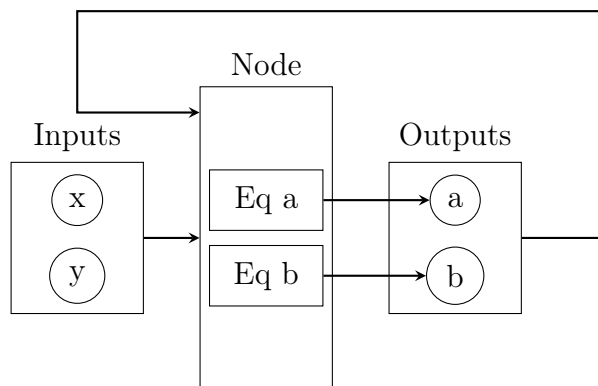 Node
Inputs
Outputs
x
Eq a
a
y
Eq b
b